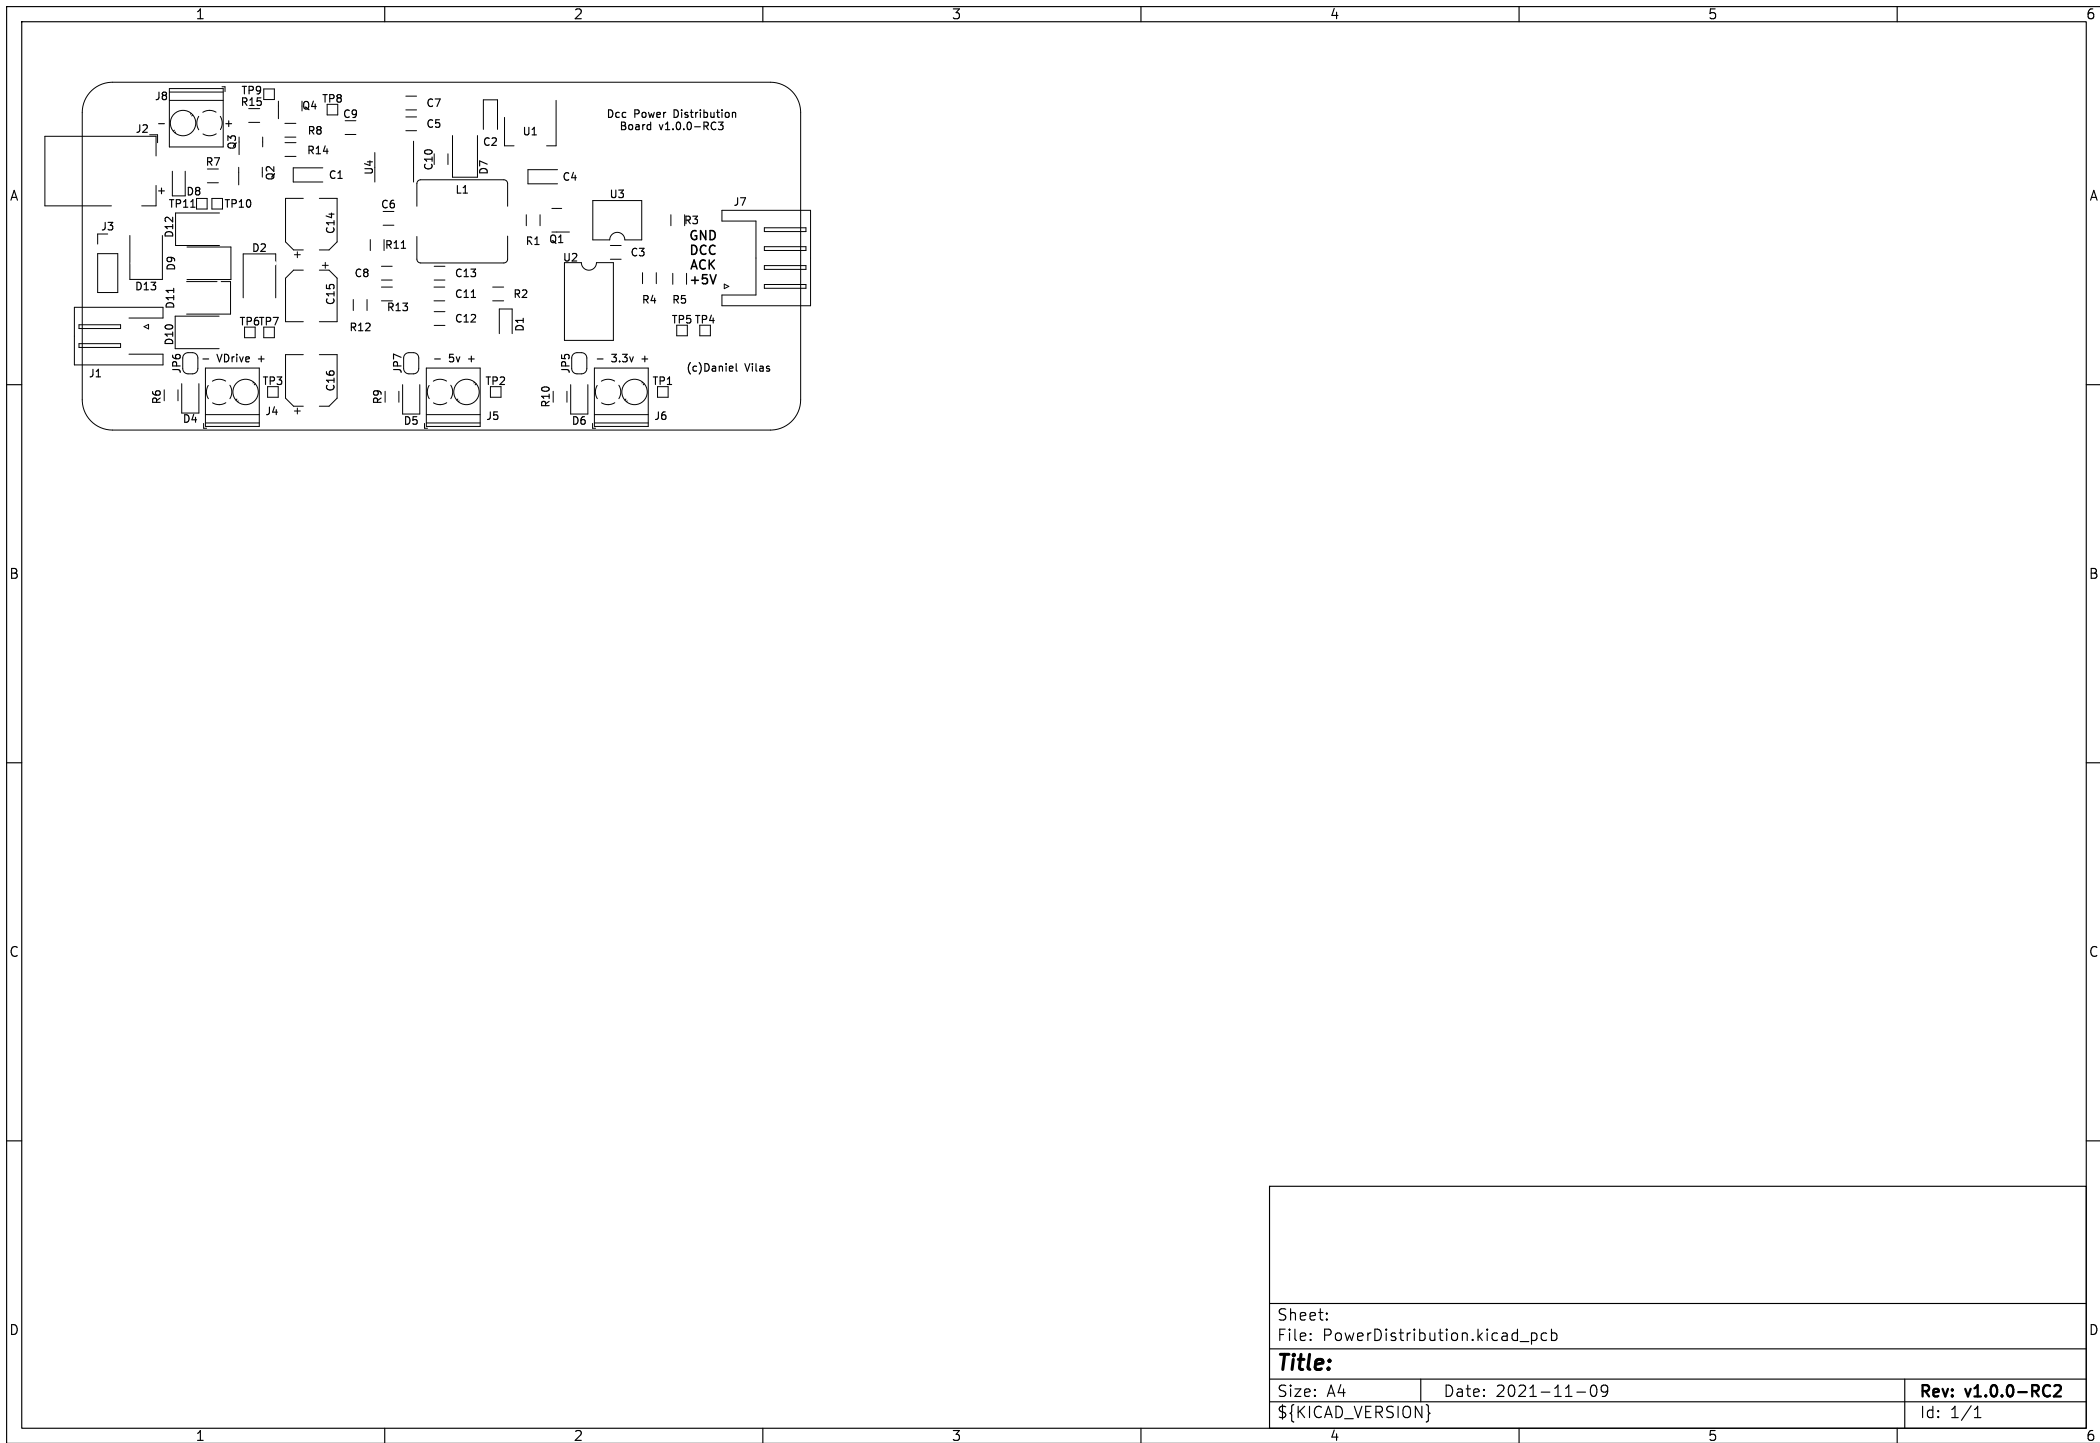 1 2 3 4 5 6
TP9
J8
R15
Q4
TP8
C7
C9
C5
Dcc Power Distribution
Board v1.0.0-RC3
- +
J2
R8
U1
Q3
R14
C2
R7
U4
C10
D7
Q2
C1
C4
L1
+
D8
U3
A
A
TP11
TP10
C6
J7
D12
C14
R3
J3
R11
R1
Q1
GND
D2
C3
DCC
D9
+
U2
ACK
+
C8
C13
+5V
D13
D11
C15
C11
R2
R4
R5
R13
C12
D1
TP6
TP7
R12
TP5
TP4
D10
JP6
- VDrive +
JP7
- 5v +
JP5
- 3.3v +
(c)Daniel Vilas
J1
C16
TP3
TP2
TP1
R6
R9
R10
D4
J4
+
D5
J5
D6
J6
B
B
C
C
D
D
Sheet:
File: PowerDistribution.kicad_pcb
Title:
Size: A4
Date: 2021-11-09
Rev: v1.0.0-RC2
${KICAD_VERSION}
Id: 1/1
1 2 3 4 5 6